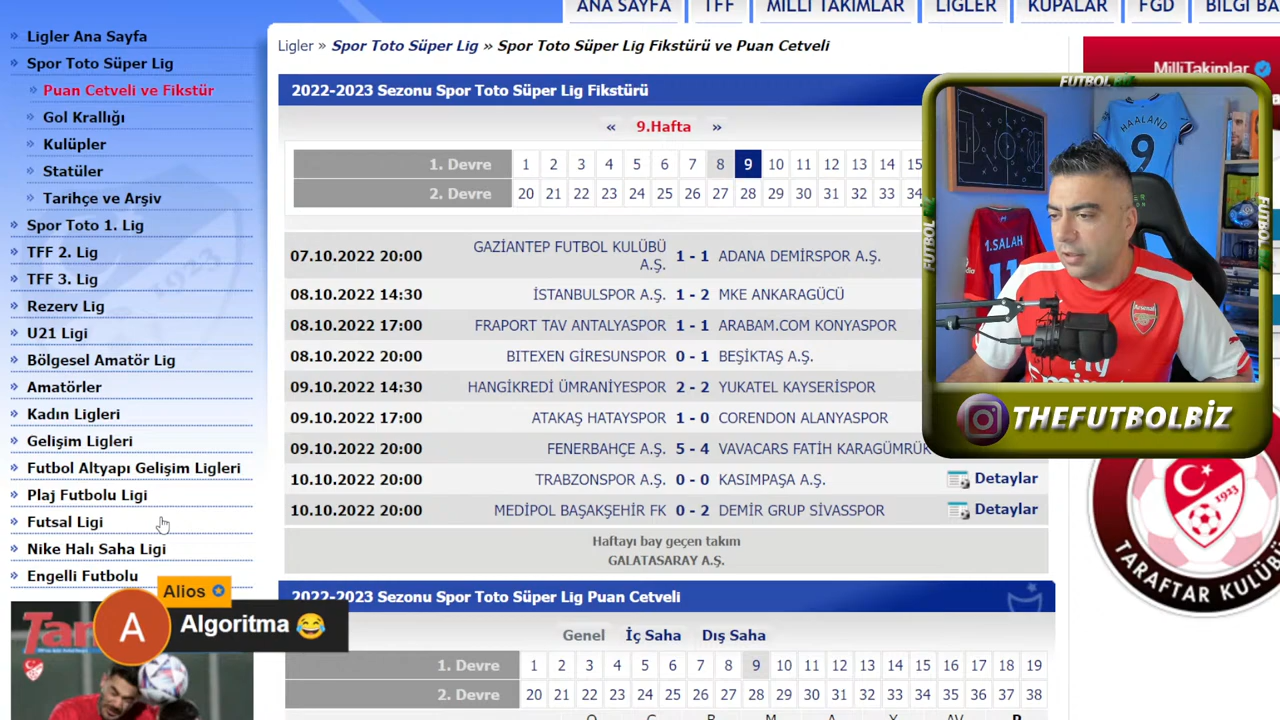 ANA SAYFA TFF MİLLİ TAKIMLAR LİGLER KUPALAR FGD BİLGİ BA
Ligler Ana Sayfa
Spor Toto Süper Lig
Puan Cetveli ve Fikstür
Gol Krallığı
Kulüpler
Statüler
Tarihçe ve Arşiv
Spor Toto 1. Lig
TFF 2. Lig
TFF 3. Lig
Rezerv Lig
U21 Ligi
Bölgesel Amatör Lig
Amatörler
Kadın Ligleri
Gelişim Ligleri
Futbol Altyapı Gelişim Ligleri
Plaj Futbolu Ligi
Futsal Ligi
Nike Halı Saha Ligi
Engelli Futbolu
Ligler » Spor Toto Süper Lig » Spor Toto Süper Lig Fikstürü ve Puan Cetveli
2022-2023 Sezonu Spor Toto Süper Lig Fikstürü
« 9.Hafta »
1. Devre 1 2 3 4 5 6 7 8 9 10 11 12 13 14 15
2. Devre 20 21 22 23 24 25 26 27 28 29 30 31 32 33 34
07.10.2022 20:00 GAZİANTEP FUTBOL KULÜBÜ A.Ş. 1 - 1 ADANA DEMİRSPOR A.Ş.
08.10.2022 14:30 İSTANBULSPOR A.Ş. 1 - 2 MKE ANKARAGÜCÜ
08.10.2022 17:00 FRAPORT TAV ANTALYASPOR 1 - 1 ARABAM.COM KONYASPOR
08.10.2022 20:00 BITEXEN GİRESUNSPOR 0 - 1 BEŞİKTAŞ A.Ş.
09.10.2022 14:30 HANGİKREDİ ÜMRANİYESPOR 2 - 2 YUKATEL KAYSERİSPOR
09.10.2022 17:00 ATAKAŞ HATAYSPOR 1 - 0 CORENDON ALANYASPOR
09.10.2022 20:00 FENERBAHÇE A.Ş. 5 - 4 VAVACARS FATİH KARAGÜMRÜK
10.10.2022 20:00 TRABZONSPOR A.Ş. 0 - 0 KASIMPAŞA A.Ş. Detaylar
10.10.2022 20:00 MEDİPOL BAŞAKŞEHİR FK 0 - 2 DEMİR GRUP SİVASSPOR Detaylar
Haftayı bay geçen takım
GALATASARAY A.Ş.
2022-2023 Sezonu Spor Toto Süper Lig Puan Cetveli
Genel İç Saha Dış Saha
1. Devre 1 2 3 4 5 6 7 8 9 10 11 12 13 14 15 16 17 18 19
2. Devre 20 21 22 23 24 25 26 27 28 29 30 31 32 33 34 35 36 37 38
O G B M A Y AV P
MilliTakimlar
FUTBOL BİZ
HAALAND
9
1.SALAH
11
Arsenal
THEFUTBOLBİZ
1923
TARAFTAR KULÜB
Tam
Alios
A
Algoritma 😂